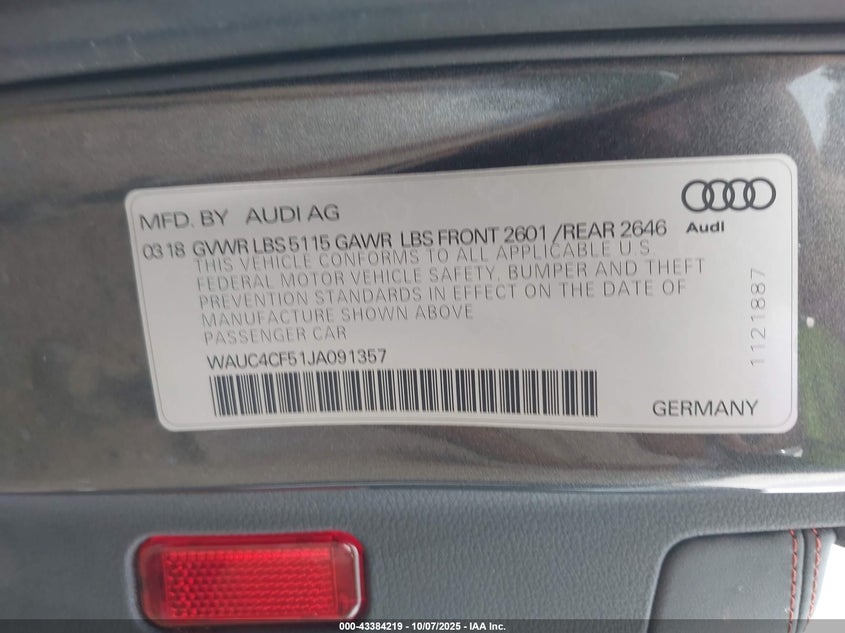 MFD. BY AUDI AG
Audi
03 18 GVWR LBS 5115 GAWR LBS FRONT 2601 /REAR 2646
THIS VEHICLE CONFORMS TO ALL APPLICABLE U.S
FEDERAL MOTOR VEHICLE SAFETY, BUMPER AND THEFT
PREVENTION STANDARDS IN EFFECT ON THE DATE OF
MANUFACTURE SHOWN ABOVE
PASSENGER CAR
1121887
WAUC4CF51JA091357
GERMANY
000-43384219 - 10/07/2025 - IAA Inc.